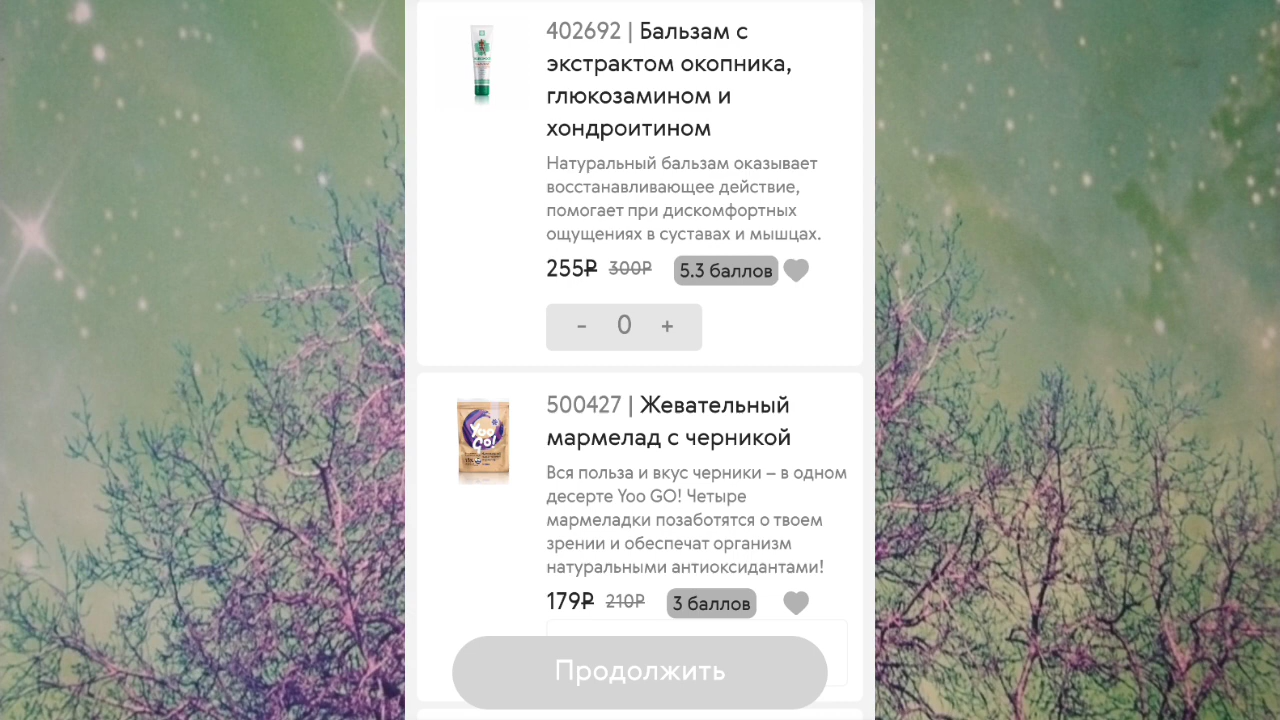 402692 | Бальзам с
экстрактом окопника,
глюкозамином и
хондроитином
Натуральный бальзам оказывает
восстанавливающее действие,
помогает при дискомфортных
ощущениях в суставах и мышцах.
255₽ 300₽ 5.3 баллов
- 0 +
500427 | Жевательный
мармелад с черникой
Yoo
Go!
Вся польза и вкус черники – в одном
десерте Yoo GO! Четыре
мармеладки позаботятся о твоем
зрении и обеспечат организм
натуральными антиоксидантами!
179₽ 210₽ 3 баллов
Продолжить